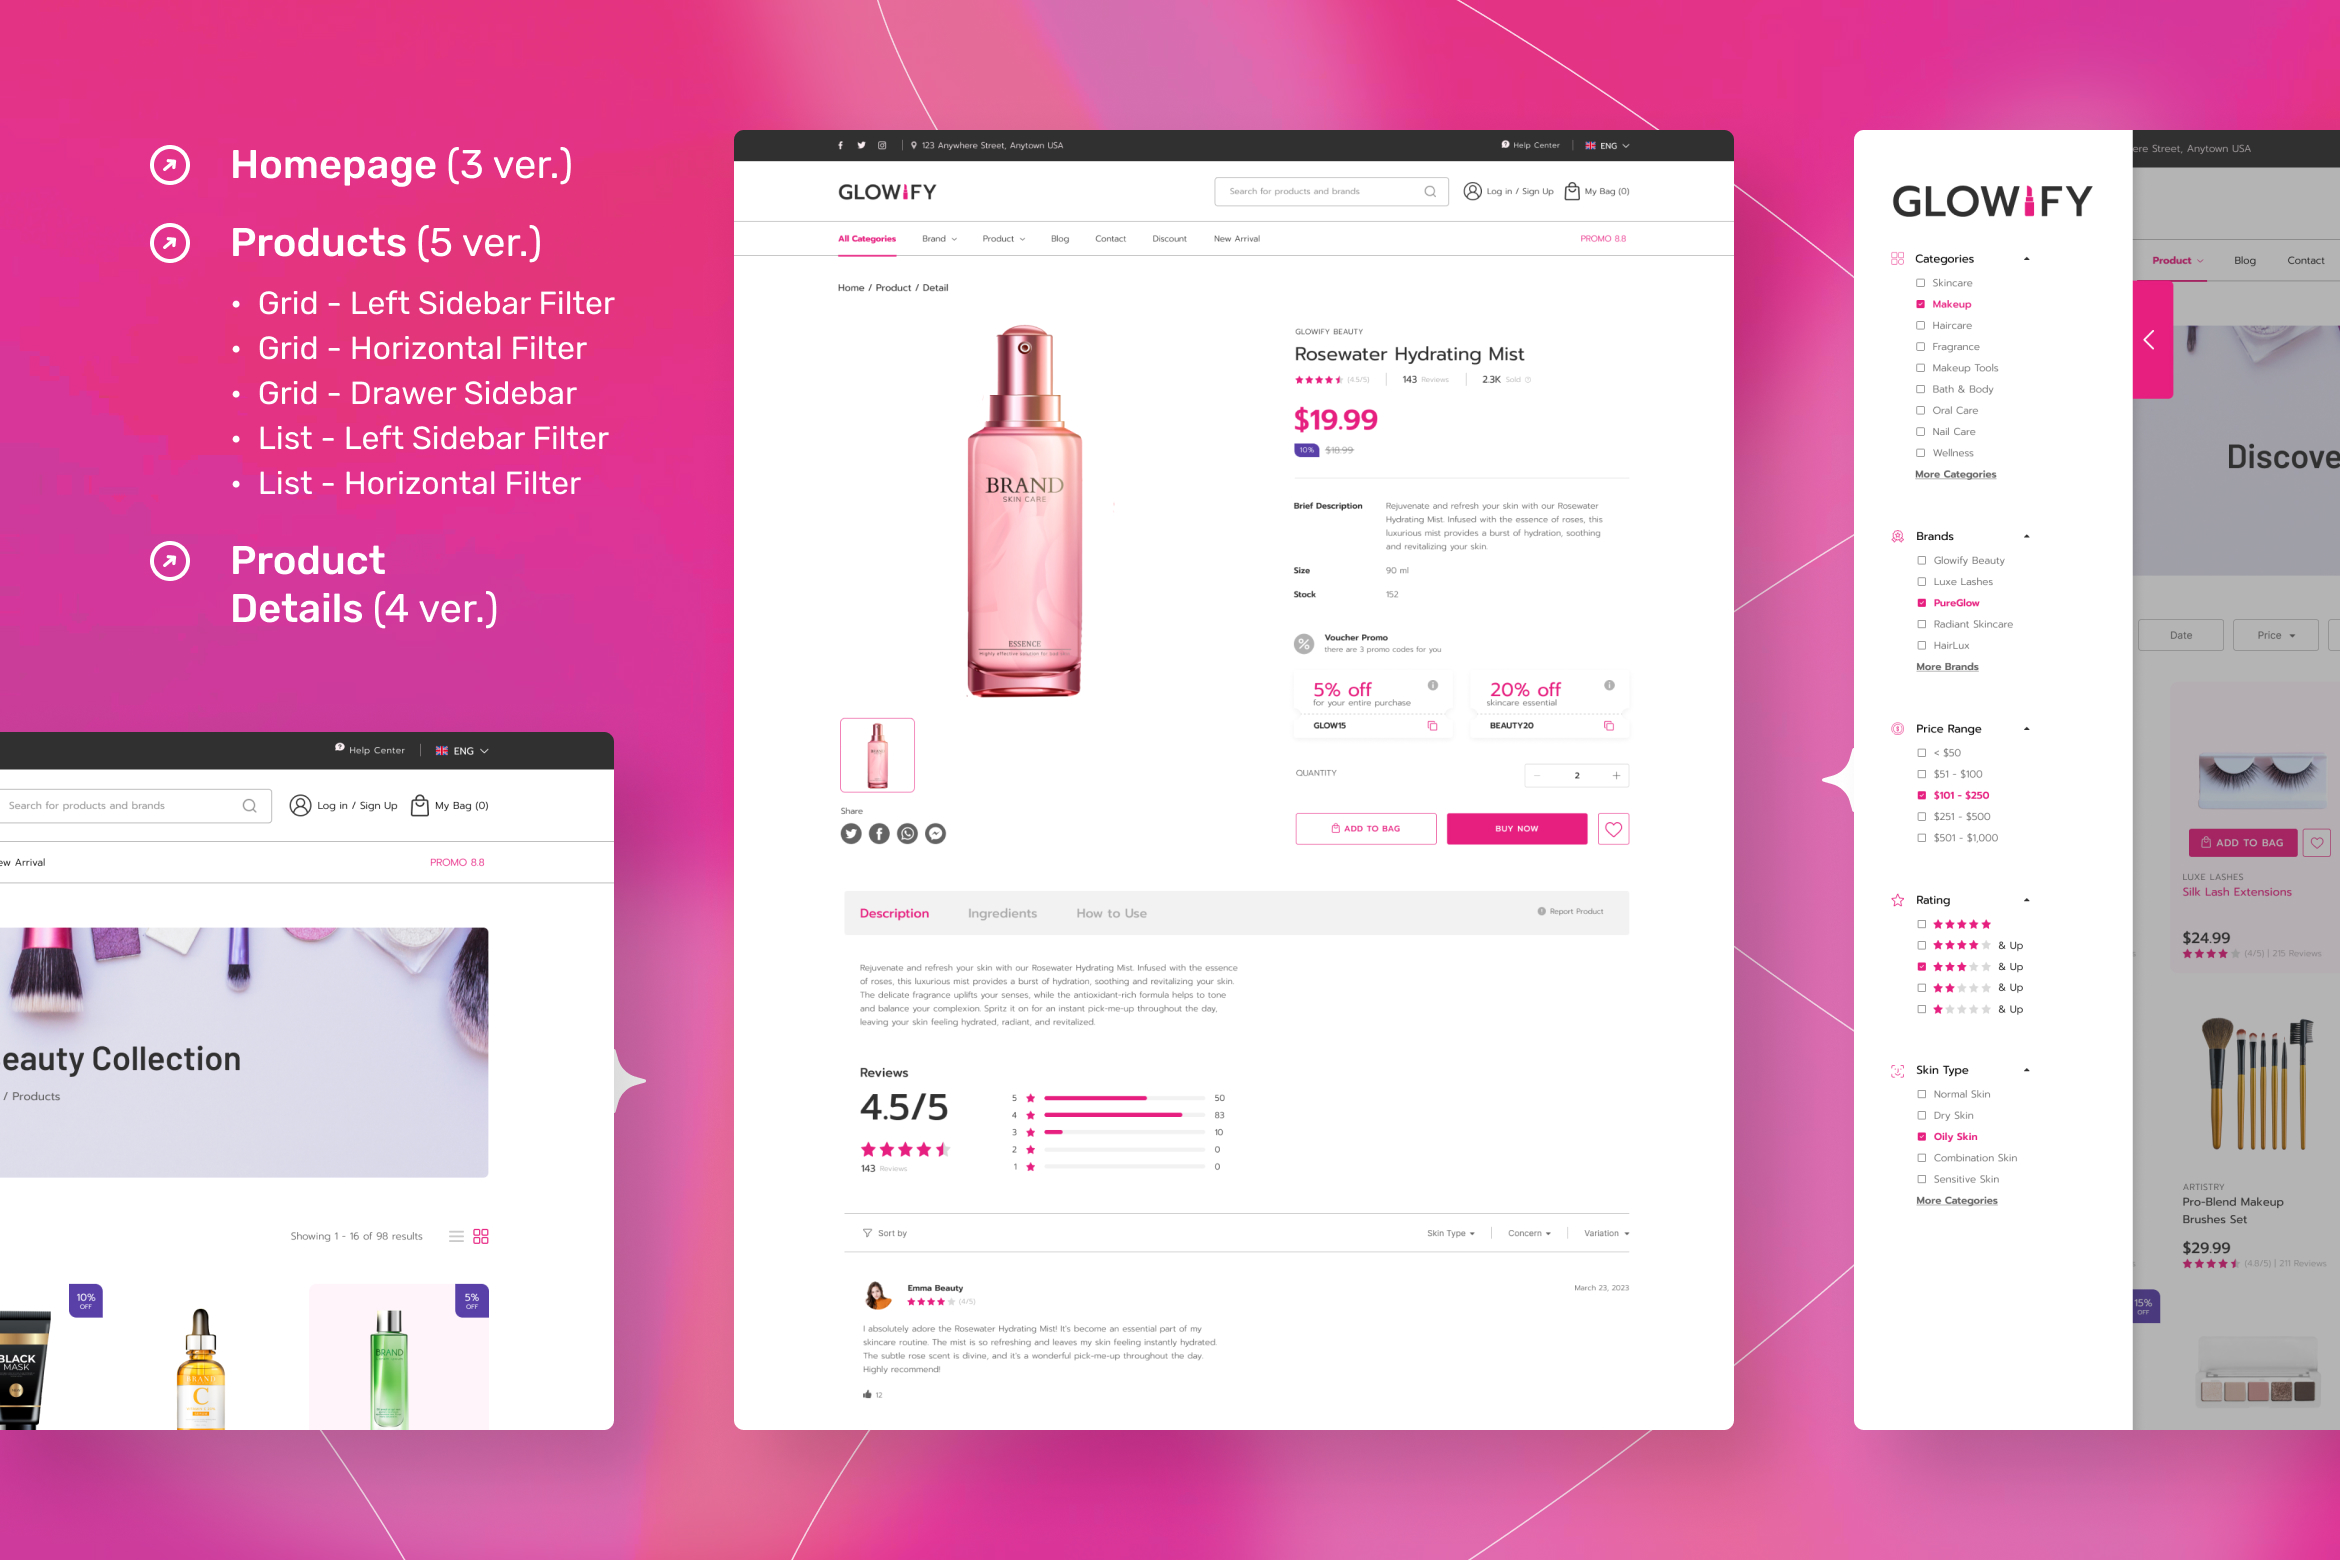 Homepage (3 ver.)
Products (5 ver.)
• Grid - Left Sidebar Filter
• Grid - Horizontal Filter
• Grid - Drawer Sidebar
• List - Left Sidebar Filter
• List - Horizontal Filter
Product
Details (4 ver.)
Help Center
ENG
Search for products and brands
Log in / Sign Up
My Bag (0)
ew Arrival
PROMO 8.8
eauty Collection
/ Products
Showing 1 - 16 of 98 results
10%
OFF
5%
OFF
BLACK
MASK
BRAND
C
BRAND
123 Anywhere Street, Anytown USA
Help Center
ENG
GLOWIFY
Search for products and brands
Log in / Sign Up
My Bag (0)
All Categories
Brand
Product
Blog
Contact
Discount
New Arrival
PROMO 8.8
Home / Product / Detail
BRAND
SKIN CARE
ESSENCE
BRAND
Share
GLOWIFY BEAUTY
Rosewater Hydrating Mist
(4.5/5)
143 Reviews
2.3K Sold
$19.99
10%
$18.99
Brief Description
Rejuvenate and refresh your skin with our Rosewater
Hydrating Mist. Infused with the essence of roses, this
luxurious mist provides a burst of hydration, soothing
and revitalizing your skin.
Size
90 ml
Stock
152
Voucher Promo
there are 3 promo codes for you
5% off
for your entire purchase
GLOW15
20% off
skincare essential
BEAUTY20
QUANTITY
- 2 +
ADD TO BAG
BUY NOW
Description
Ingredients
How to Use
Report Product
Rejuvenate and refresh your skin with our Rosewater Hydrating Mist. Infused with the essence
of roses, this luxurious mist provides a burst of hydration, soothing and revitalizing your skin.
The delicate fragrance uplifts your senses, while the antioxidant-rich formula helps to tone
and balance your complexion. Spritz it on for an instant pick-me-up throughout the day,
leaving your skin feeling hydrated, radiant, and revitalized.
Reviews
4.5/5
143 Reviews
5 50
4 83
3 10
2 0
1 0
Sort by
Skin Type
Concern
Variation
Emma Beauty
(4/5)
March 23, 2023
I absolutely adore the Rosewater Hydrating Mist! It's become an essential part of my
skincare routine. The mist is so refreshing and leaves my skin feeling instantly hydrated.
The subtle rose scent is divine, and it's a wonderful pick-me-up throughout the day.
Highly recommend!
12
GLOWIFY
Categories
Skincare
Makeup
Haircare
Fragrance
Makeup Tools
Bath & Body
Oral Care
Nail Care
Wellness
More Categories
Brands
Glowify Beauty
Luxe Lashes
PureGlow
Radiant Skincare
HairLux
More Brands
Price Range
< $50
$51 - $100
$101 - $250
$251 - $500
$501 - $1,000
Rating
& Up
& Up
& Up
& Up
Skin Type
Normal Skin
Dry Skin
Oily Skin
Combination Skin
Sensitive Skin
More Categories
ere Street, Anytown USA
Product
Blog
Contact
Discove
Date
Price
ADD TO BAG
LUXE LASHES
Silk Lash Extensions
$24.99
(4/5) | 215 Reviews
ARTISTRY
Pro-Blend Makeup
Brushes Set
$29.99
(4.8/5) | 211 Reviews
15%
OFF